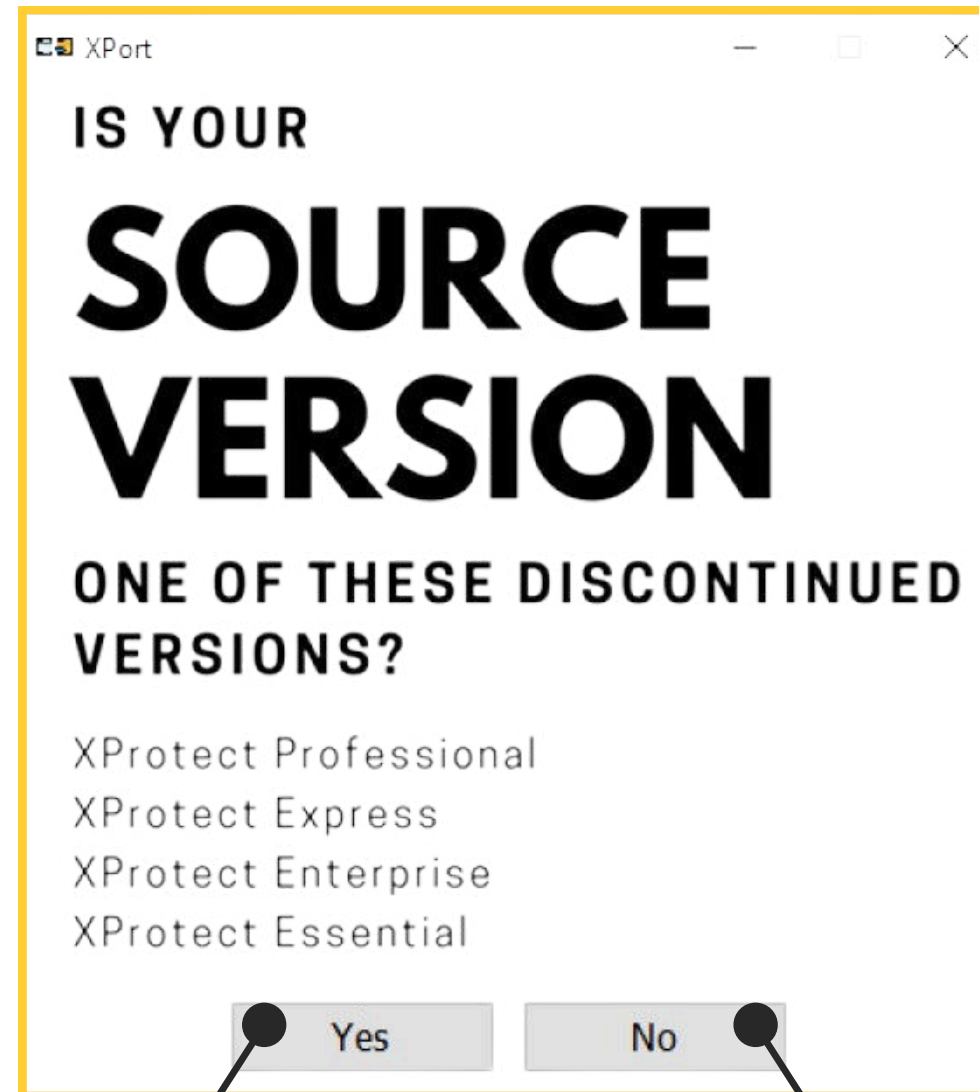 XPort
IS YOUR
SOURCE
VERSION
ONE OF THESE DISCONTINUED
VERSIONS?
XProtect Professional
XProtect Express
XProtect Enterprise
XProtect Essential
Yes No